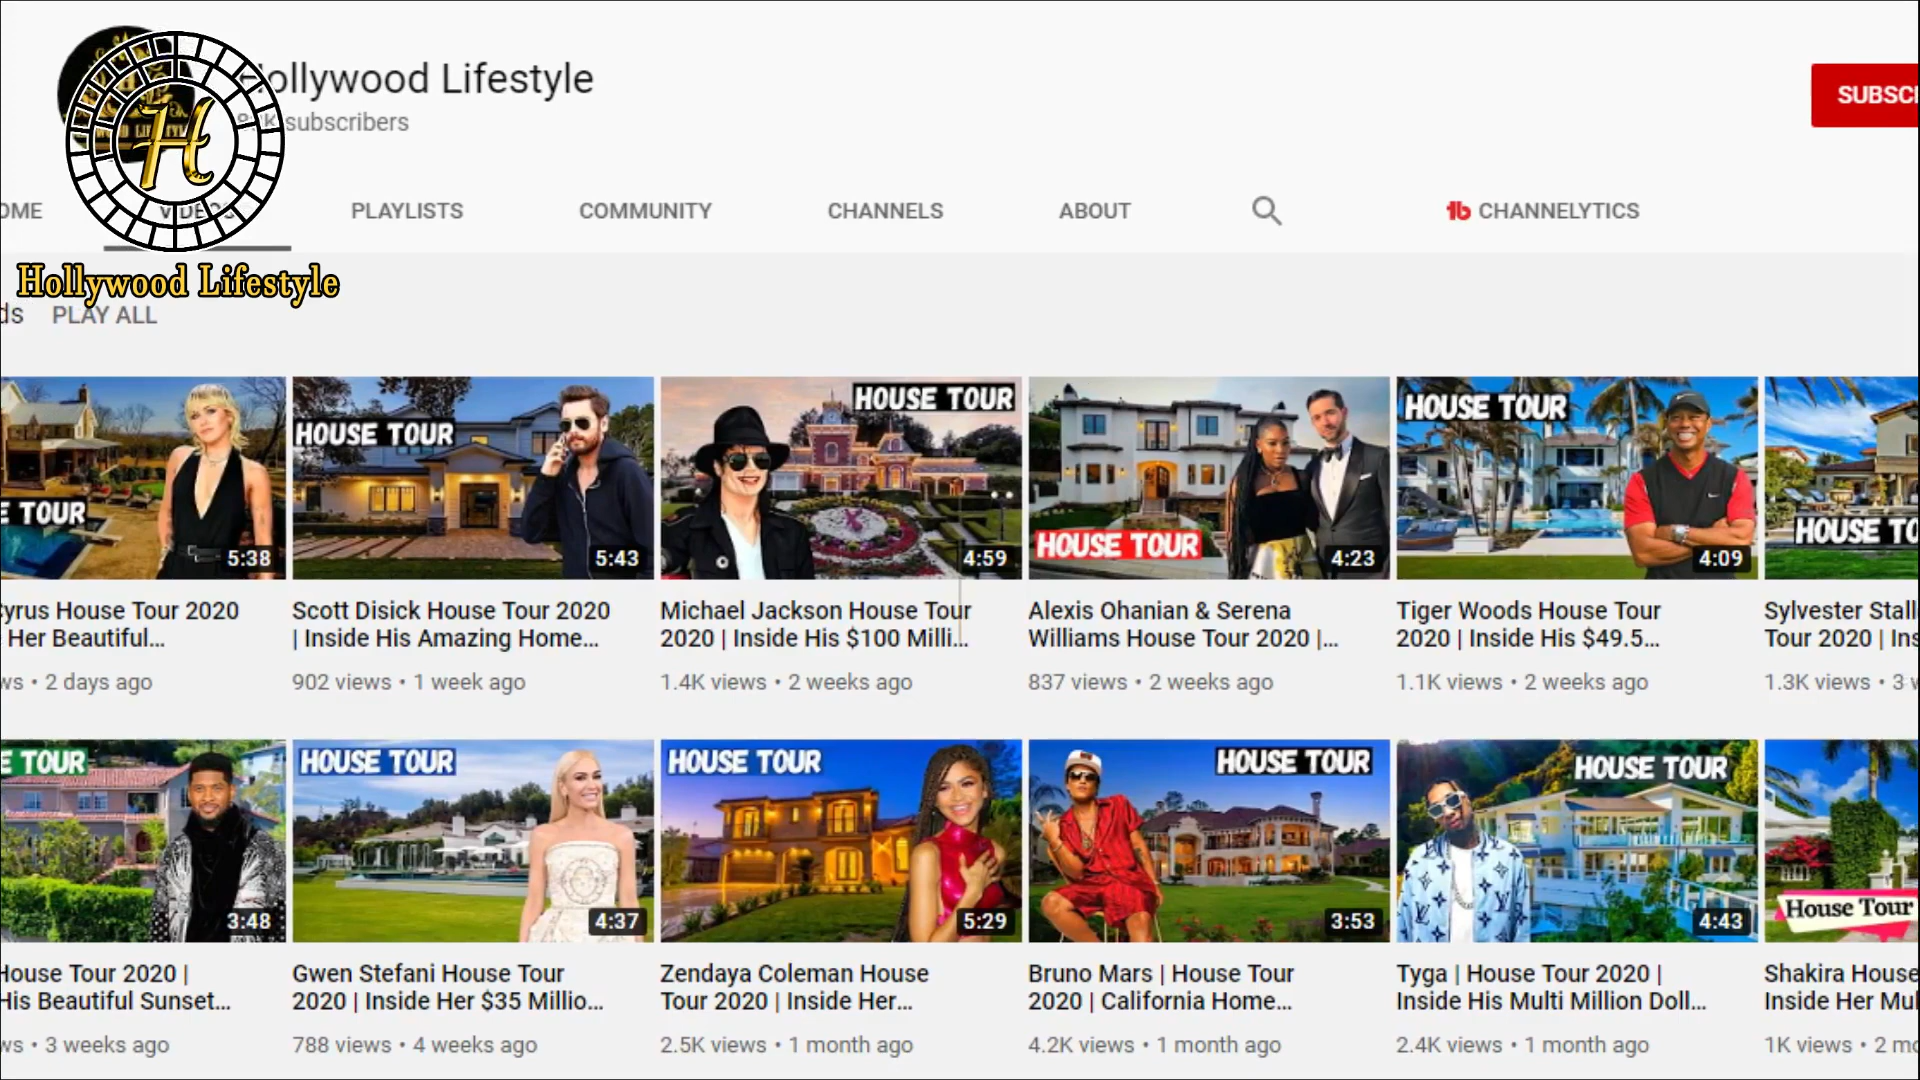 Hollywood Lifestyle
subscribers
SUBSC
OME
VIDEOS
PLAYLISTS
COMMUNITY
CHANNELS
ABOUT
CHANNELYTICS
H
Hollywood Lifestyle
ds PLAY ALL
E TOUR
5:38
HOUSE TOUR
5:43
HOUSE TOUR
4:59
HOUSE TOUR
4:23
HOUSE TOUR
4:09
HOUSE TO
yrus House Tour 2020
Her Beautiful...
ws • 2 days ago
Scott Disick House Tour 2020
| Inside His Amazing Home...
902 views • 1 week ago
Michael Jackson House Tour
2020 | Inside His $100 Milli...
1.4K views • 2 weeks ago
Alexis Ohanian & Serena
Williams House Tour 2020 |...
837 views • 2 weeks ago
Tiger Woods House Tour
2020 | Inside His $49.5...
1.1K views • 2 weeks ago
Sylvester Stall
Tour 2020 | Ins
1.3K views • 3 w
E TOUR
3:48
HOUSE TOUR
4:37
HOUSE TOUR
5:29
HOUSE TOUR
3:53
HOUSE TOUR
4:43
House Tour
House Tour 2020 |
His Beautiful Sunset...
ws • 3 weeks ago
Gwen Stefani House Tour
2020 | Inside Her $35 Millio...
788 views • 4 weeks ago
Zendaya Coleman House
Tour 2020 | Inside Her...
2.5K views • 1 month ago
Bruno Mars | House Tour
2020 | California Home...
4.2K views • 1 month ago
Tyga | House Tour 2020 |
Inside His Multi Million Doll...
2.4K views • 1 month ago
Shakira House
Inside Her Mul
1K views • 2 mo